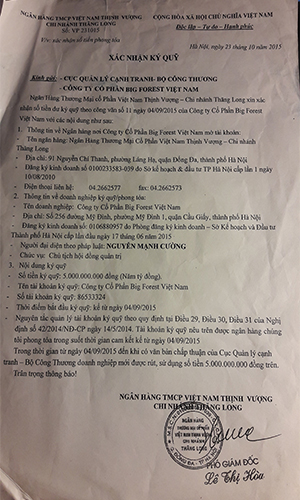 NGÂN HÀNG TMCP VIỆT NAM THỊNH VƯỢNG
CHI NHÁNH THĂNG LONG
Số: VP 231015
V/v: xác nhận số tiền phong tỏa
CỘNG HÒA XÃ HỘI CHỦ NGHĨA VIỆT NAM
Độc lập – Tự do – Hạnh phúc
Hà Nội, ngày 23 tháng 10 năm 2015
XÁC NHẬN KÝ QUỸ
Kính gửi: - CỤC QUẢN LÝ CẠNH TRANH- BỘ CÔNG THƯƠNG
- CÔNG TY CỔ PHẦN BIG FOREST VIỆT NAM
Ngân Hàng Thương Mại Cổ Phần Việt Nam Thịnh Vượng – Chi nhánh Thăng Long xin xác
nhận số tiền dư ký quỹ theo công văn số 11 ngày 04/09/2015 của Công ty Big Forest
Việt Nam với các nội dung như sau:
1. Thông tin về Ngân hàng nơi Công ty Cổ Phần Big Forest Việt Nam mở tài khoản:
- Tên ngân hàng: Ngân Hàng Thương Mại Cổ Phần Việt Nam Thịnh Vượng – Chi nhánh
Thăng Long
- Địa chỉ: 91 Nguyễn Chí Thanh, phường Láng Hạ, quận Đống Đa, thành phố Hà Nội
- Đăng ký kinh doanh số 0100233583-039 do Sở kế hoạch & đầu tư TP Hà Nội cấp lần 1 ngày
10/08/2010
- Điện thoại liên hệ: 04.2662577 fax: 04.2662573
2. Thông tin về doanh nghiệp ký quỹ/phong tỏa:
- Tên doanh nghiệp: Công ty Cổ Phần Big Forest Việt Nam
- Địa chỉ: Số 256 đường Mỹ Đình, phường Mỹ Đình 1, quận Cầu Giấy, thành phố Hà Nội
- Đăng ký kinh doanh số: 0106880957 do Phòng đăng ký kinh doanh – Sở Kế hoạch và Đầu tư
Thành phố Hà Nội cấp lần đầu ngày 17 tháng 06 năm 2015
- Người đại diện theo pháp luật: NGUYỄN MẠNH CƯỜNG
- Chức vụ: Chủ tịch hội đồng quản trị
3. Nội dung ký quỹ
- Số tiền ký quỹ: 5.000.000.000 đồng (Năm tỷ đồng).
- Tên tài khoản ký quỹ: Công ty Cổ Phần Big Forest Việt Nam
- Số tài khoản ký quỹ: 86533324
- Thời điểm bắt đầu ký quỹ: kể từ ngày 04/09/2015
- Nguyên tắc quản lý tài khoản ký quỹ theo quy định tại Điều 29, Điều 30, Điều 31 của Nghị
định số 42/2014/NĐ-CP ngày 14/5/2014. Tài khoản ký quỹ nêu trên được ngân hàng chúng
tôi phong tỏa trong suốt thời gian cam kết kể từ ngày 04/09/2015.
Trong thời gian từ ngày 04/09/2015 đến khi có văn bản chấp thuận của Cục Quản lý cạnh
tranh – Bộ Công Thương doanh nghiệp mới được rút, sử dụng số tiền 5.000.000.000 đồng trên.
Trân trọng thông báo!
NGÂN HÀNG TMCP VIỆT NAM THỊNH VƯỢNG
CHI NHÁNH THĂNG LONG
NGÂN HÀNG
THƯƠNG MẠI CỔ PHẦN
VIỆT NAM THỊNH VƯỢNG
CHI NHÁNH
THĂNG LONG
PHÓ GIÁM ĐỐC
Lê Thị Hòa